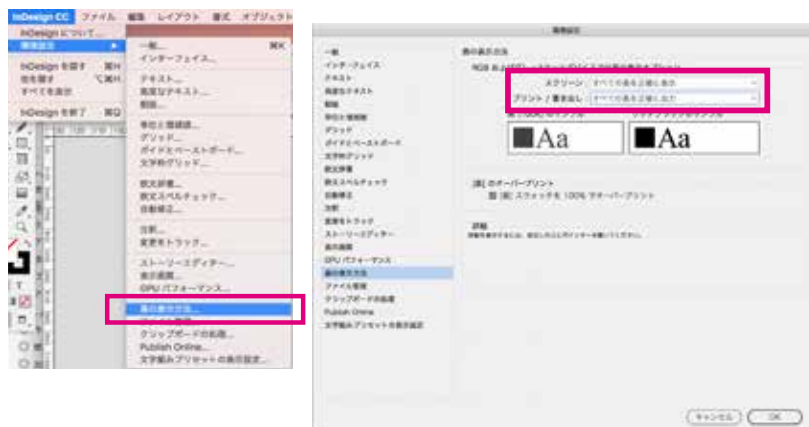 InDesign CC ファイル 編集 レイアウト 書式 オブジェクト
InDesign について...
環境設定
InDesign を隠す ⌘H
他を隠す ⌥⌘H
すべてを表示
InDesign を終了 ⌘Q
一般... ⌘K
インターフェイス...
テキスト...
高度なテキスト...
組版...
単位と増減値...
グリッド...
ガイドとペーストボード...
文字枠グリッド...
欧文辞書...
欧文スペルチェック...
自動修正...
注釈...
変更をトラック...
ストーリーエディター...
表示画質...
GPU パフォーマンス...
黒の表示方法...
クリップボードの処理...
Publish Online...
文字組みプリセットの表示設定...
環境設定
一般
インターフェイス
テキスト
高度なテキスト
組版
単位と増減値
グリッド
ガイドとペーストボード
文字枠グリッド
欧文辞書
欧文スペルチェック
自動修正
注釈
変更をトラック
ストーリーエディター
表示画質
GPU パフォーマンス
黒の表示方法
ファイル管理
クリップボードの処理
Publish Online
文字組みプリセットの表示設定
黒の表示方法
スクリーン : すべての黒を正確に表示
プリント / 書き出し : すべての黒を正確に出力
Aa
Aa
[黒] のオーバープリント
[黒] スウォッチを 100% でオーバープリント
詳細
キャンセル
OK